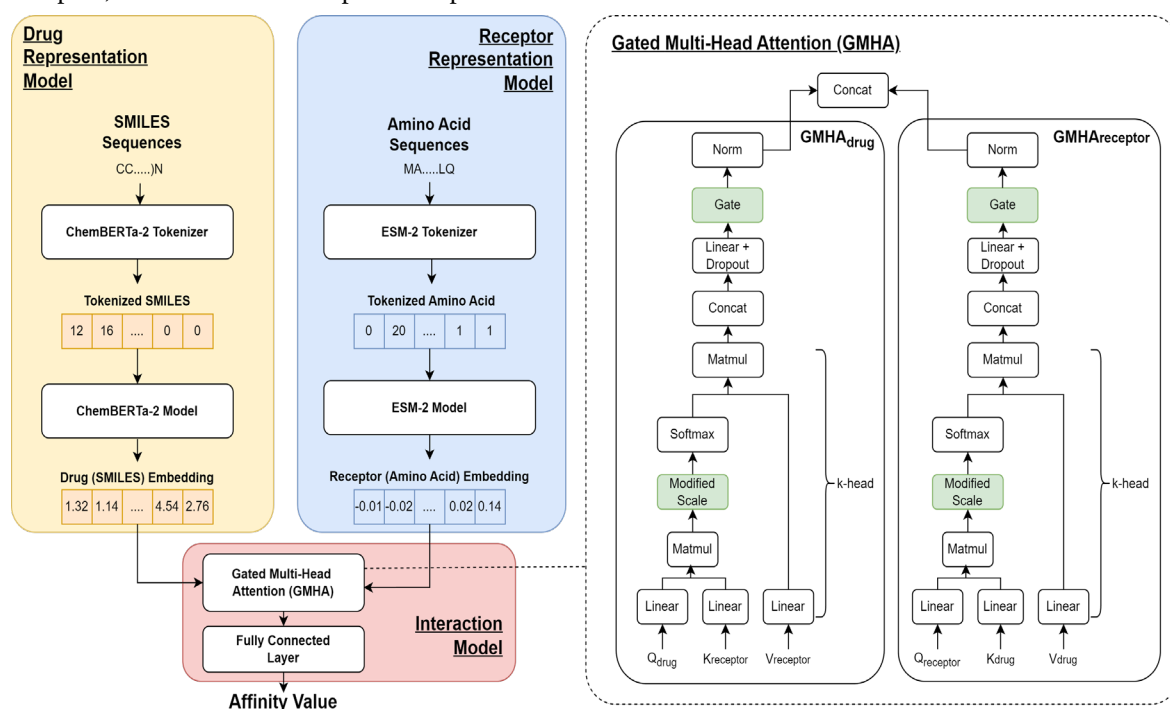 Drug
Representation
Model
SMILES
Sequences
CC.....)N
ChemBERTa-2 Tokenizer
Tokenized SMILES
12 16 .... 0 0
ChemBERTa-2 Model
Drug (SMILES) Embedding
1.32 1.14 .... 4.54 2.76
Receptor
Representation
Model
Amino Acid
Sequences
MA.....LQ
ESM-2 Tokenizer
Tokenized Amino Acid
0 20 .... 1 1
ESM-2 Model
Receptor (Amino Acid) Embedding
-0.01 -0.02 .... 0.02 0.14
Gated Multi-Head
Attention (GMHA)
Fully Connected
Layer
Interaction
Model
Affinity Value
Gated Multi-Head Attention (GMHA)
Concat
GMHAdrug
Norm
Gate
Linear +
Dropout
Concat
Matmul
Softmax
Modified
Scale
k-head
Matmul
Linear Linear Linear
Qdrug Kreceptor Vreceptor
GMHAreceptor
Norm
Gate
Linear +
Dropout
Concat
Matmul
Softmax
Modified
Scale
k-head
Matmul
Linear Linear Linear
Qreceptor Kdrug Vdrug